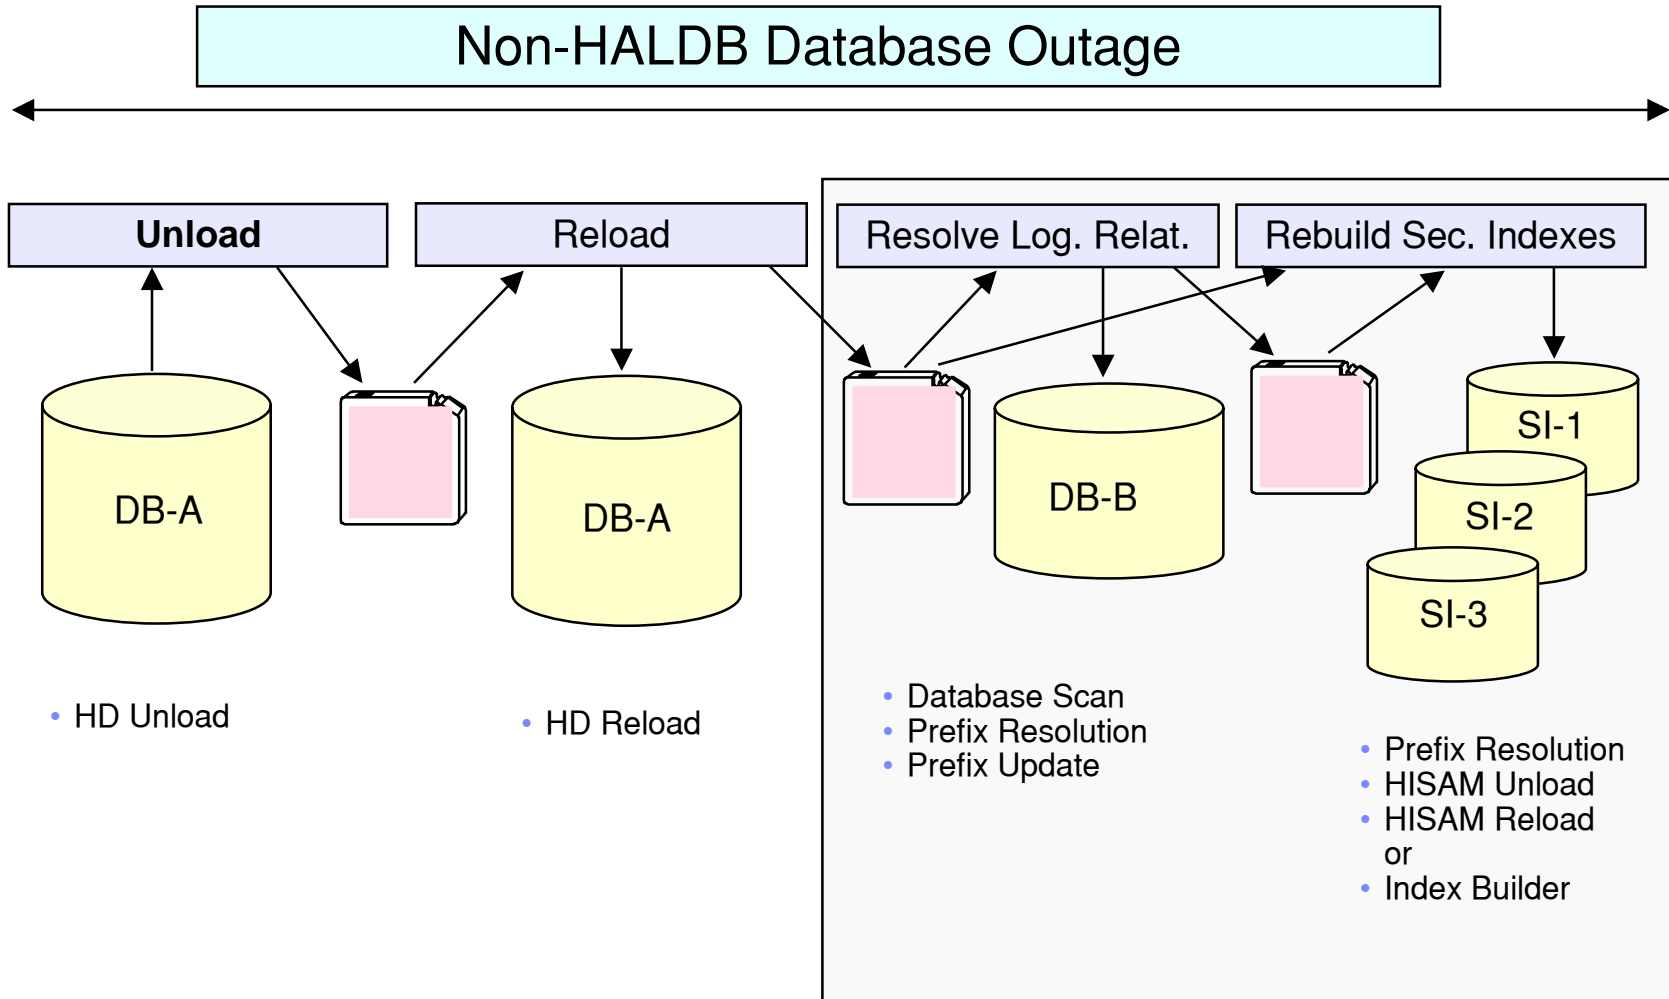 Non-HALDB Database Outage
Unload
Reload
Resolve Log. Relat.
Rebuild Sec. Indexes
DB-A
DB-A
DB-B
SI-1
SI-2
SI-3
• HD Unload
• HD Reload
• Database Scan
• Prefix Resolution
• Prefix Update
• Prefix Resolution
• HISAM Unload
• HISAM Reload
or
• Index Builder